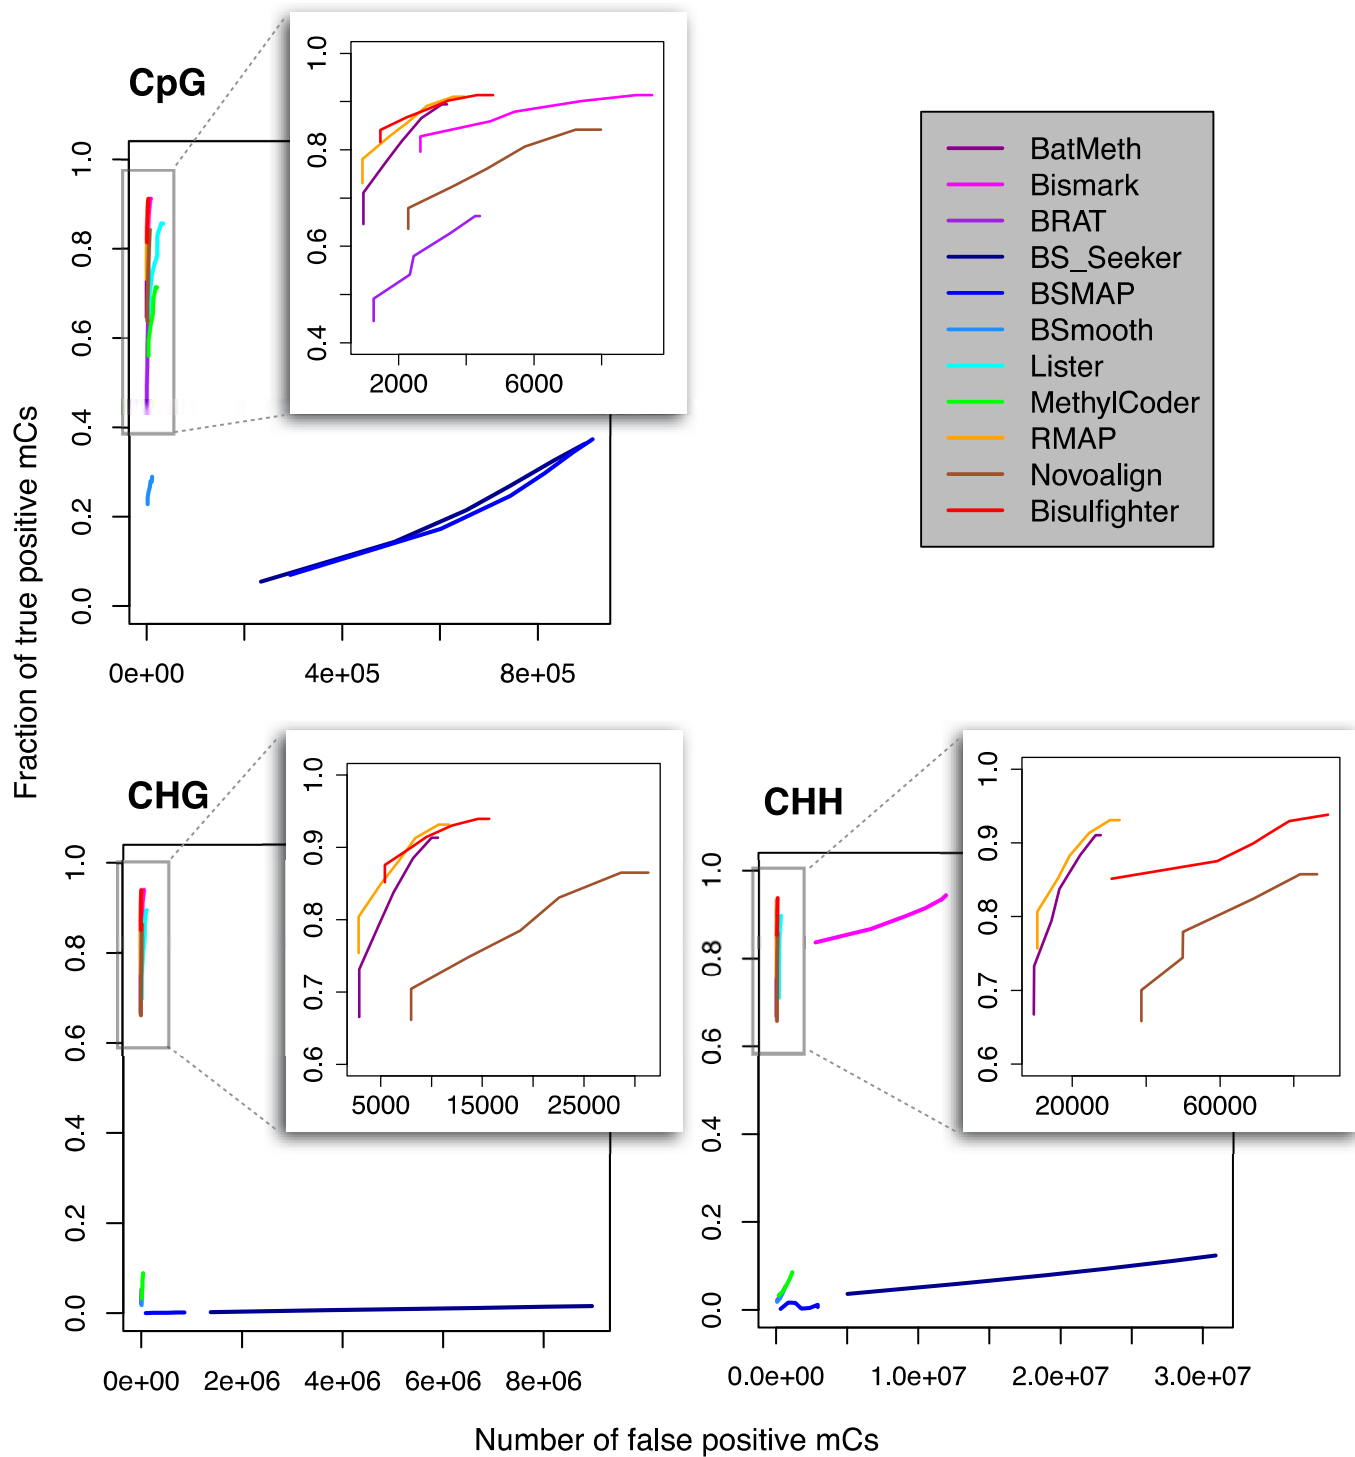 CpG
1.0
0.8
0.6
0.4
0.2
0.0
0e+00
4e+05
8e+05
1.0
0.8
0.6
0.4
2000
6000
BatMeth
Bismark
BRAT
BS_Seeker
BSMAP
BSmooth
Lister
MethylCoder
RMAP
Novoalign
Bisulfighter
Fraction of true positive mCs
CHG
1.0
0.8
0.6
0.4
0.2
0.0
0e+00
2e+06
4e+06
6e+06
8e+06
1.0
0.9
0.8
0.7
0.6
5000
15000
25000
CHH
1.0
0.8
0.6
0.4
0.2
0.0
0.0e+00
1.0e+07
2.0e+07
3.0e+07
1.0
0.9
0.8
0.7
0.6
20000
60000
Number of false positive mCs